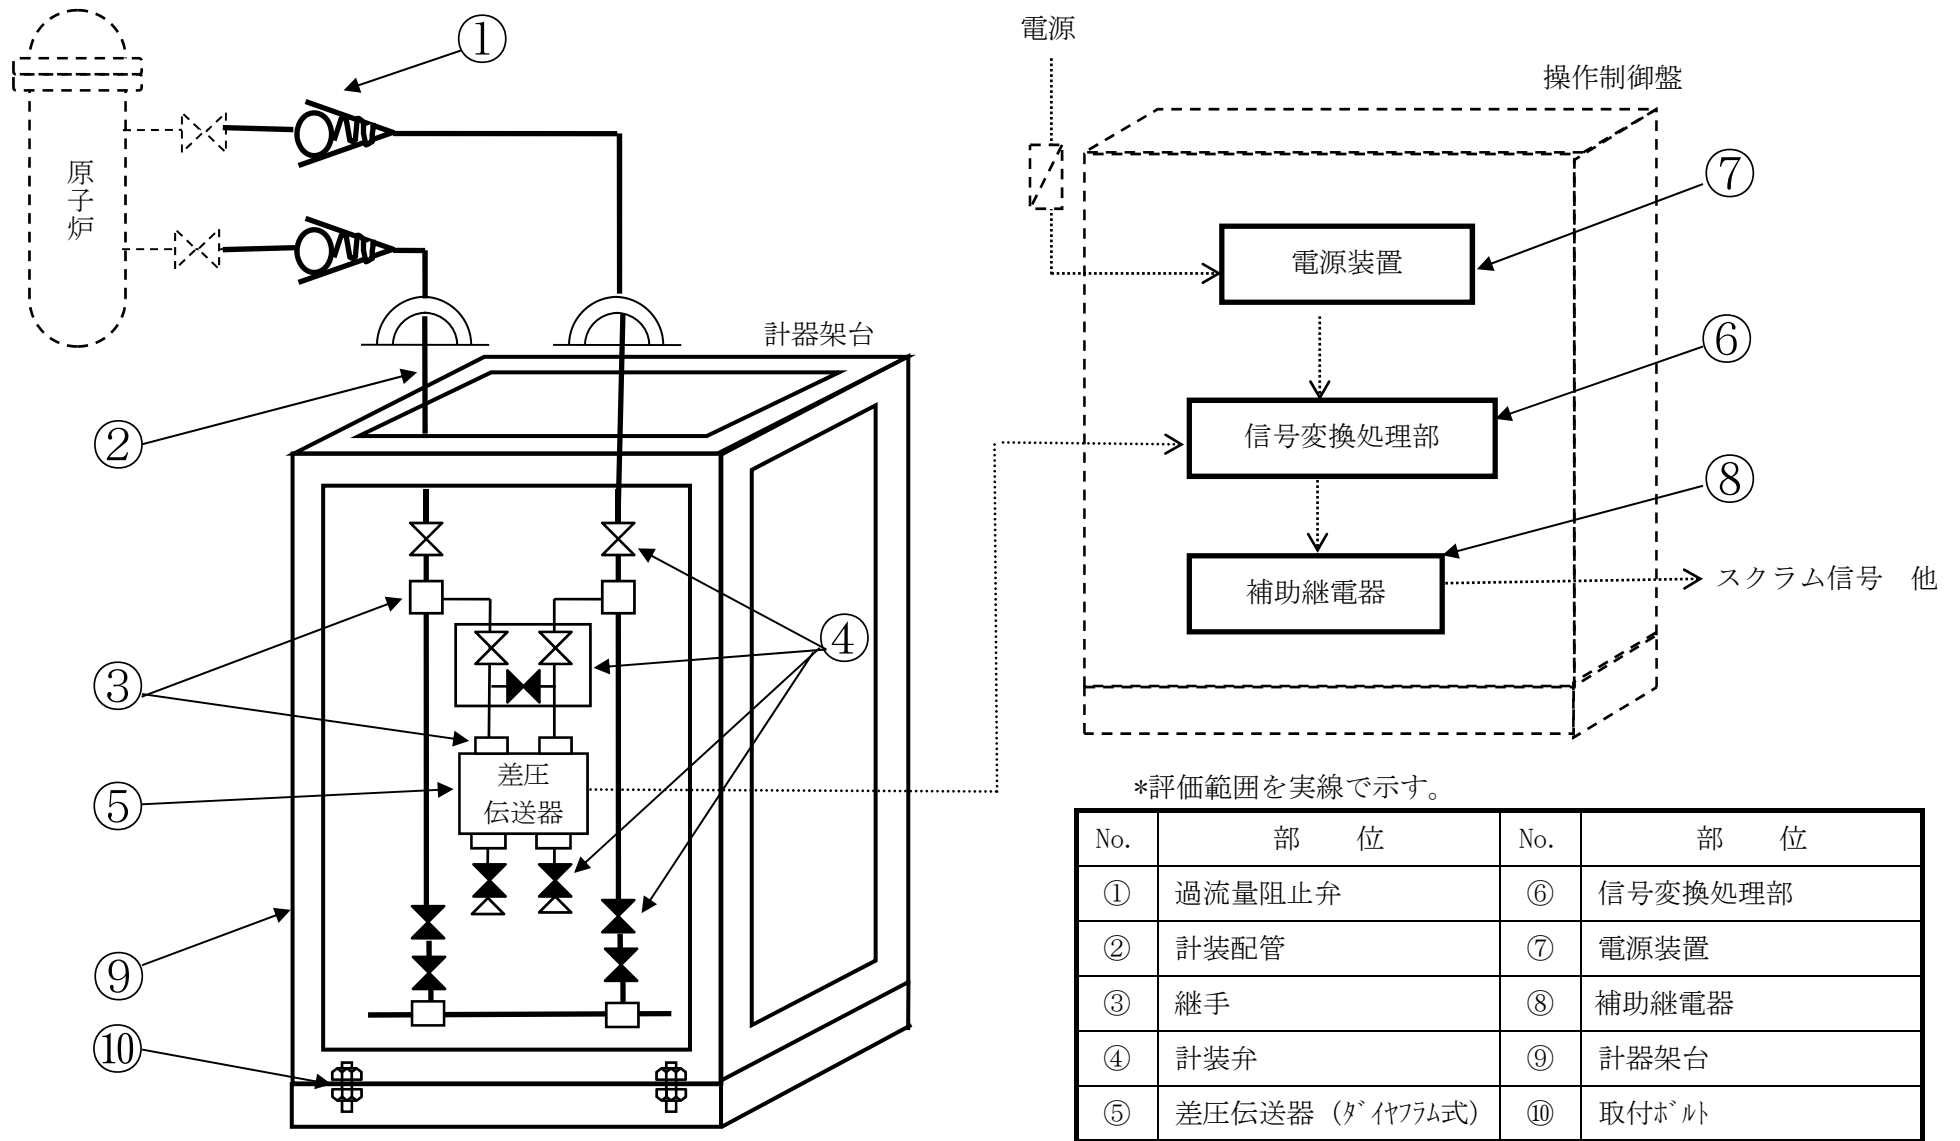 電源
①
操作制御盤
原子炉
⑦
電源装置
計器架台
⑥
②
信号変換処理部
⑧
補助継電器
スクラム信号　他
④
③
差圧
伝送器
⑤
*評価範囲を実線で示す。
No.　部　　位　No.　部　　位
①　過流量阻止弁　⑥　信号変換処理部
②　計装配管　⑦　電源装置
③　継手　⑧　補助継電器
④　計装弁　⑨　計器架台
⑤　差圧伝送器（ﾀﾞｲﾔﾌﾗﾑ式）　⑩　取付ﾎﾞﾙﾄ
⑨
⑩